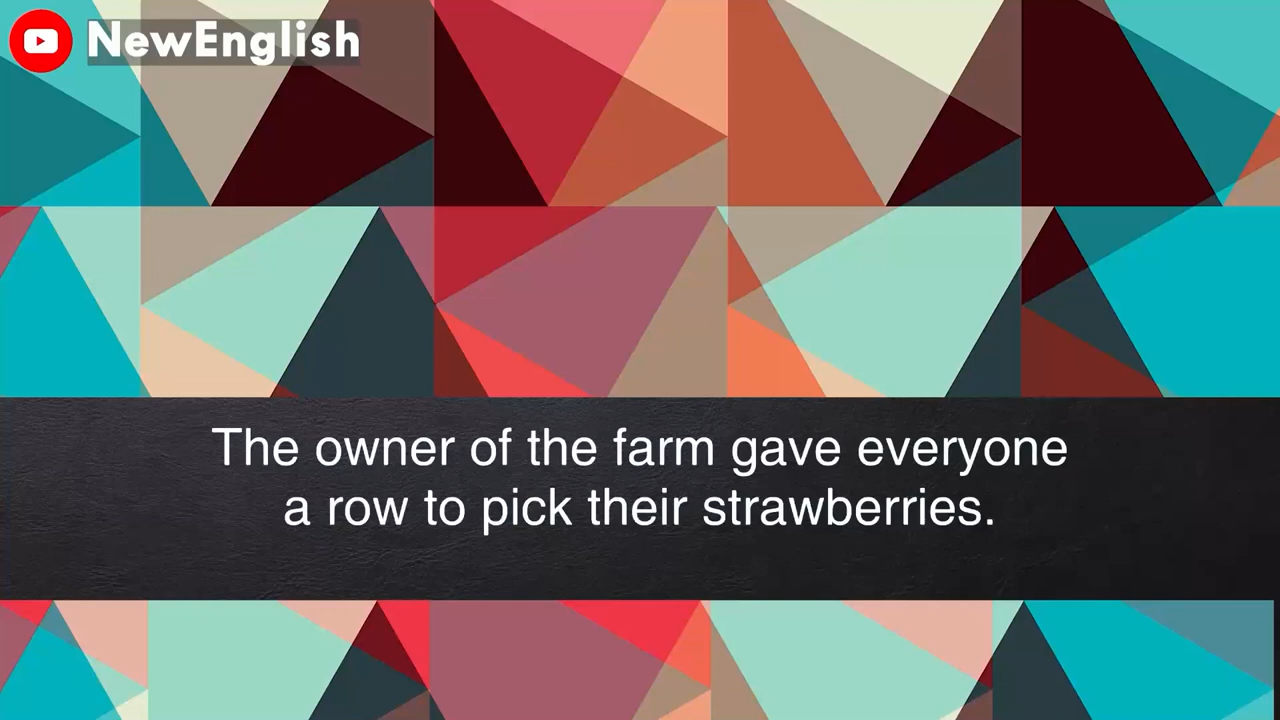 NewEnglish
The owner of the farm gave everyone
a row to pick their strawberries.